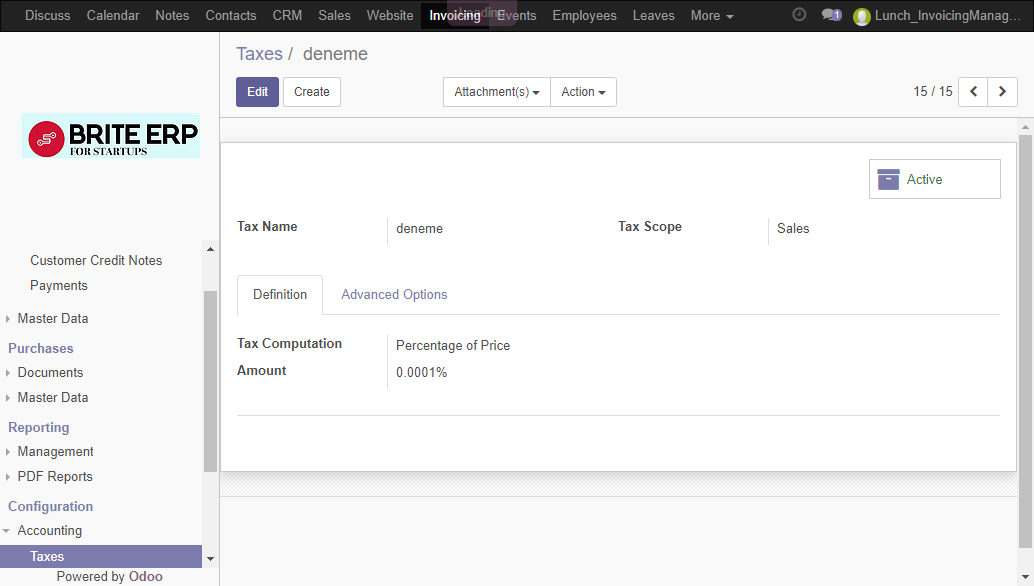 Discuss Calendar Notes Contacts CRM Sales Website Invoicing Events Employees Leaves More 1 Lunch_InvoicingManag...
Taxes / deneme
Edit Create Attachment(s) Action 15 / 15
BRITE ERP
FOR STARTUPS
Active
Tax Name deneme Tax Scope Sales
Customer Credit Notes
Payments
Master Data
Purchases
Documents
Master Data
Reporting
Management
PDF Reports
Configuration
Accounting
Taxes
Powered by Odoo
Definition Advanced Options
Tax Computation Percentage of Price
Amount 0.0001%